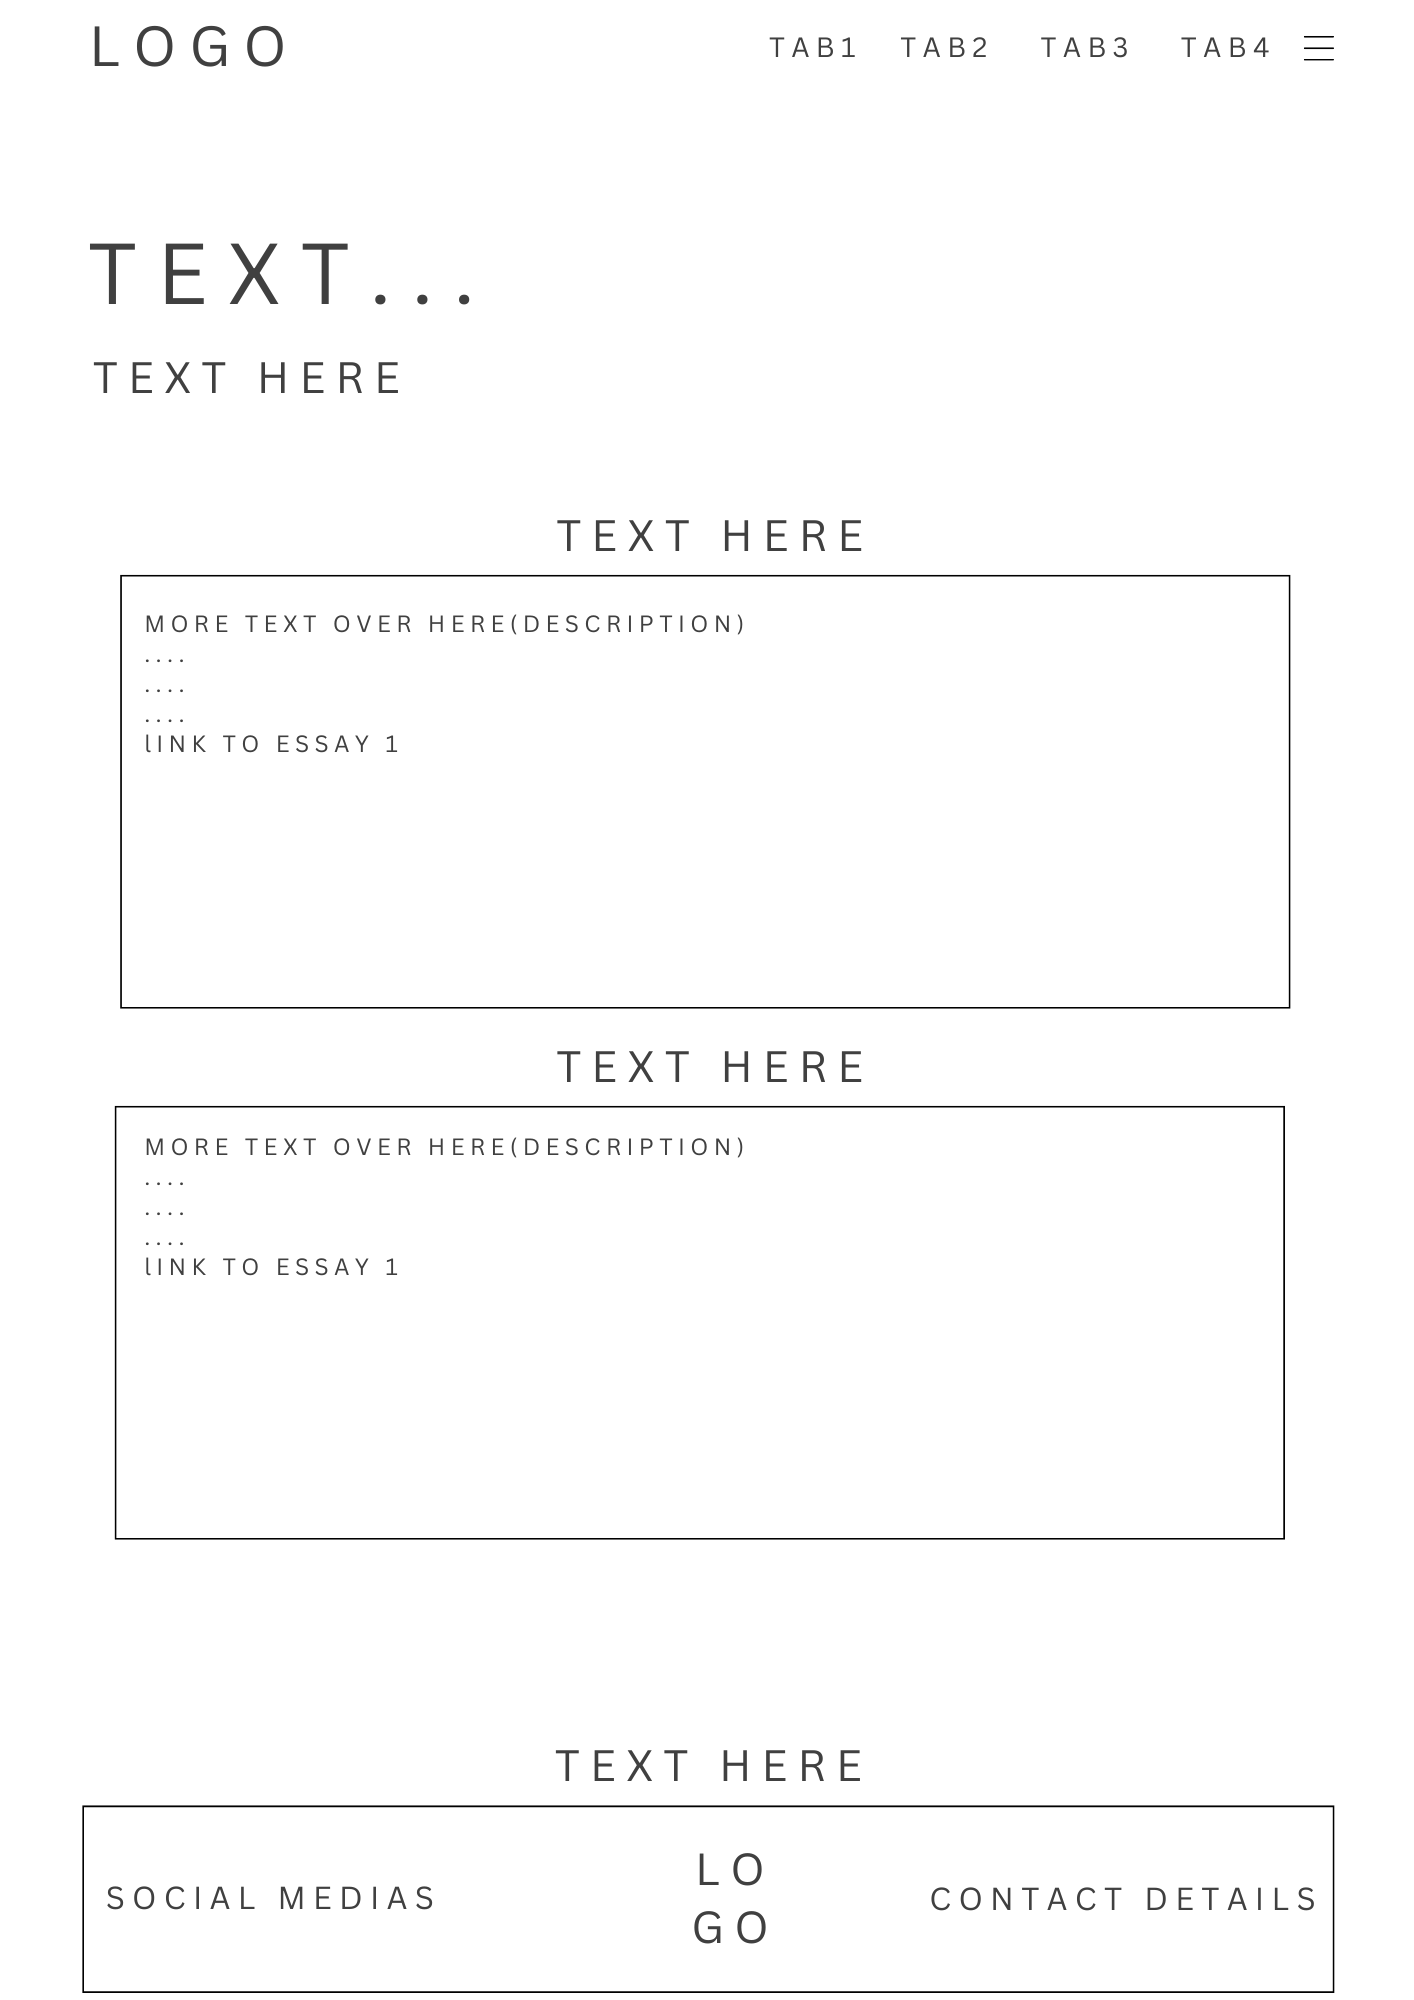 LOGO
TAB1 TAB2 TAB3 TAB4
TEXT...
TEXT HERE
TEXT HERE
MORE TEXT OVER HERE(DESCRIPTION)
....
....
....
lINK TO ESSAY 1
TEXT HERE
MORE TEXT OVER HERE(DESCRIPTION)
....
....
....
lINK TO ESSAY 1
TEXT HERE
SOCIAL MEDIAS
LO
GO
CONTACT DETAILS